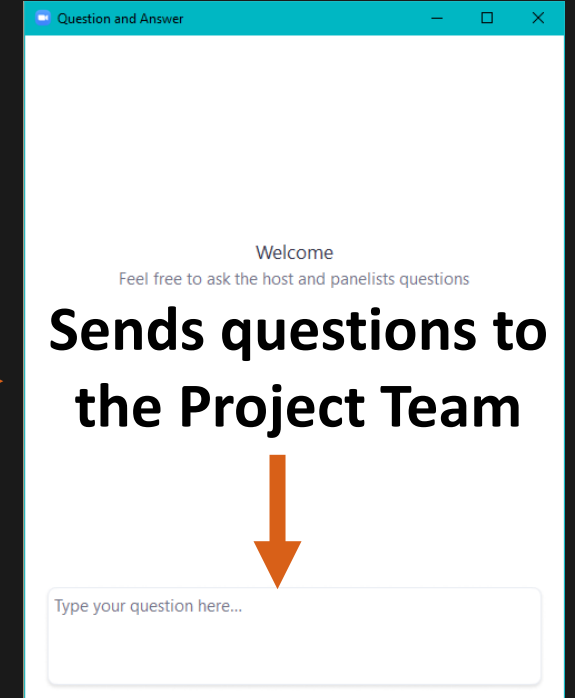 Question and Answer
Welcome
Feel free to ask the host and panelists questions
Sends questions to
the Project Team
Type your question here...